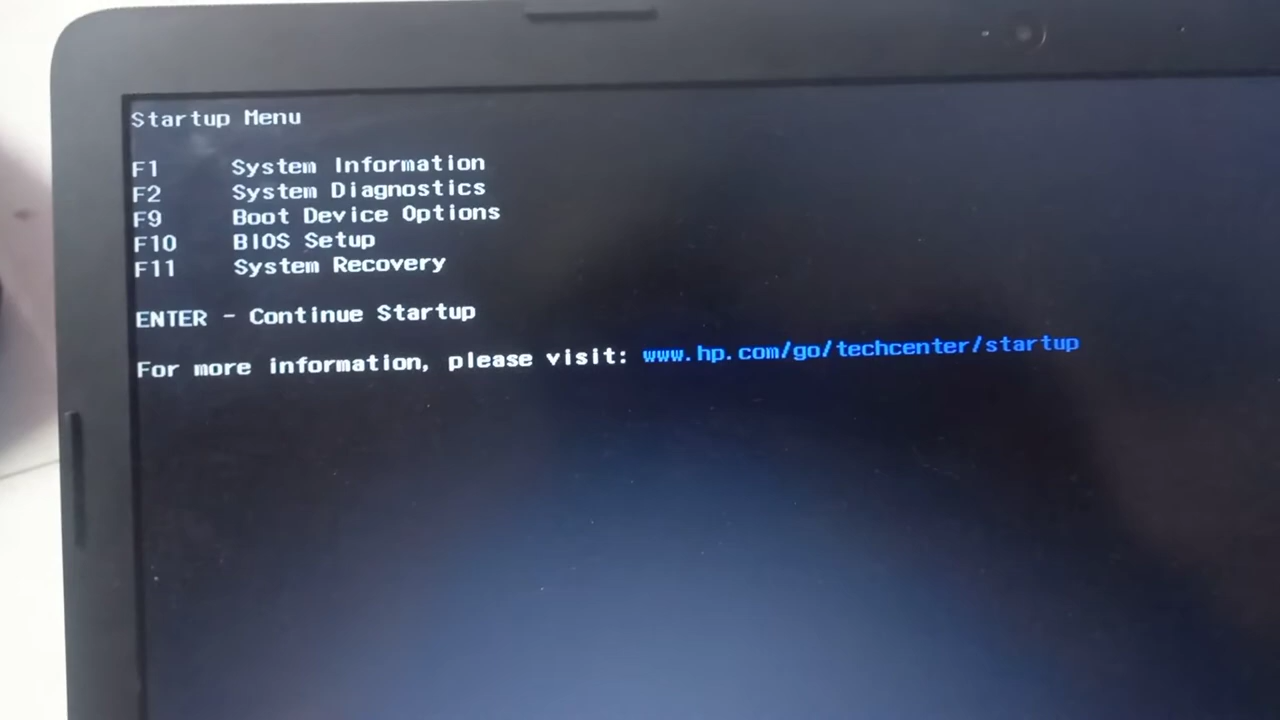 Startup Menu
F1 System Information
F2 System Diagnostics
F9 Boot Device Options
F10 BIOS Setup
F11 System Recovery
ENTER - Continue Startup
For more information, please visit: www.hp.com/go/techcenter/startup